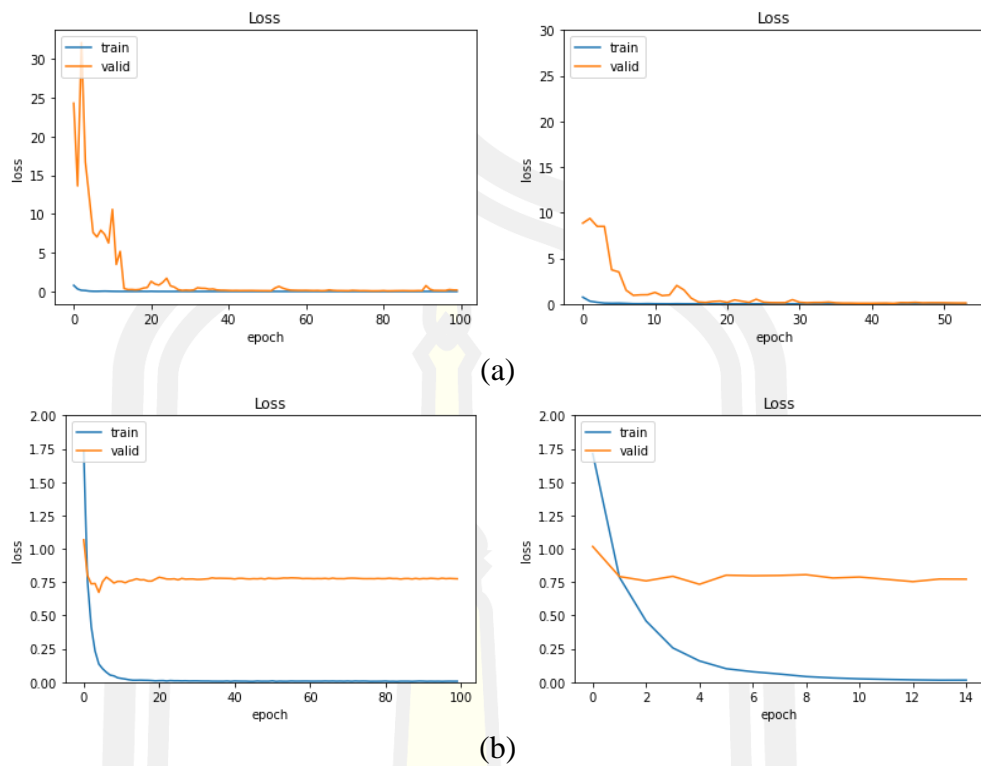 Loss
train
valid
loss
30
25
20
15
10
5
0
0 20 40 60 80 100
epoch
Loss
train
valid
loss
30
25
20
15
10
5
0
0 10 20 30 40 50
epoch
(a)
Loss
train
valid
loss
2.00
1.75
1.50
1.25
1.00
0.75
0.50
0.25
0.00
0 20 40 60 80 100
epoch
Loss
train
valid
loss
2.00
1.75
1.50
1.25
1.00
0.75
0.50
0.25
0.00
0 2 4 6 8 10 12 14
epoch
(b)